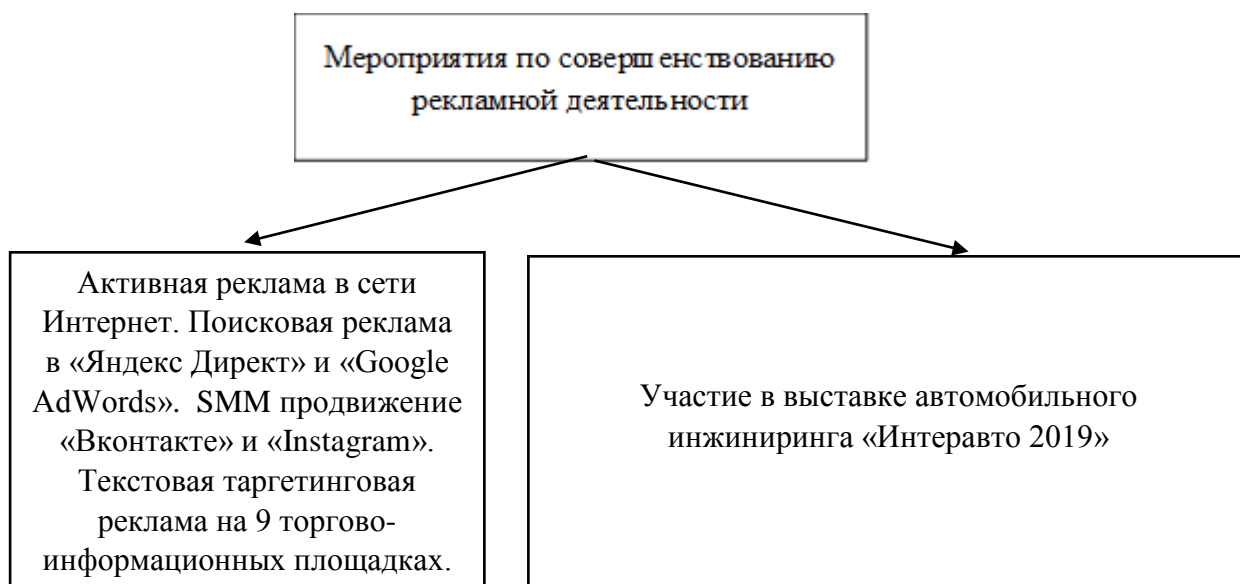 Мероприятия по совершенствованию
рекламной деятельности
Активная реклама в сети
Интернет. Поисковая реклама
в «Яндекс Директ» и «Google
AdWords». SMM продвижение
«Вконтакте» и «Instagram».
Текстовая таргетинговая
реклама на 9 торгово-
информационных площадках.
Участие в выставке автомобильного
инжиниринга «Интеравто 2019»